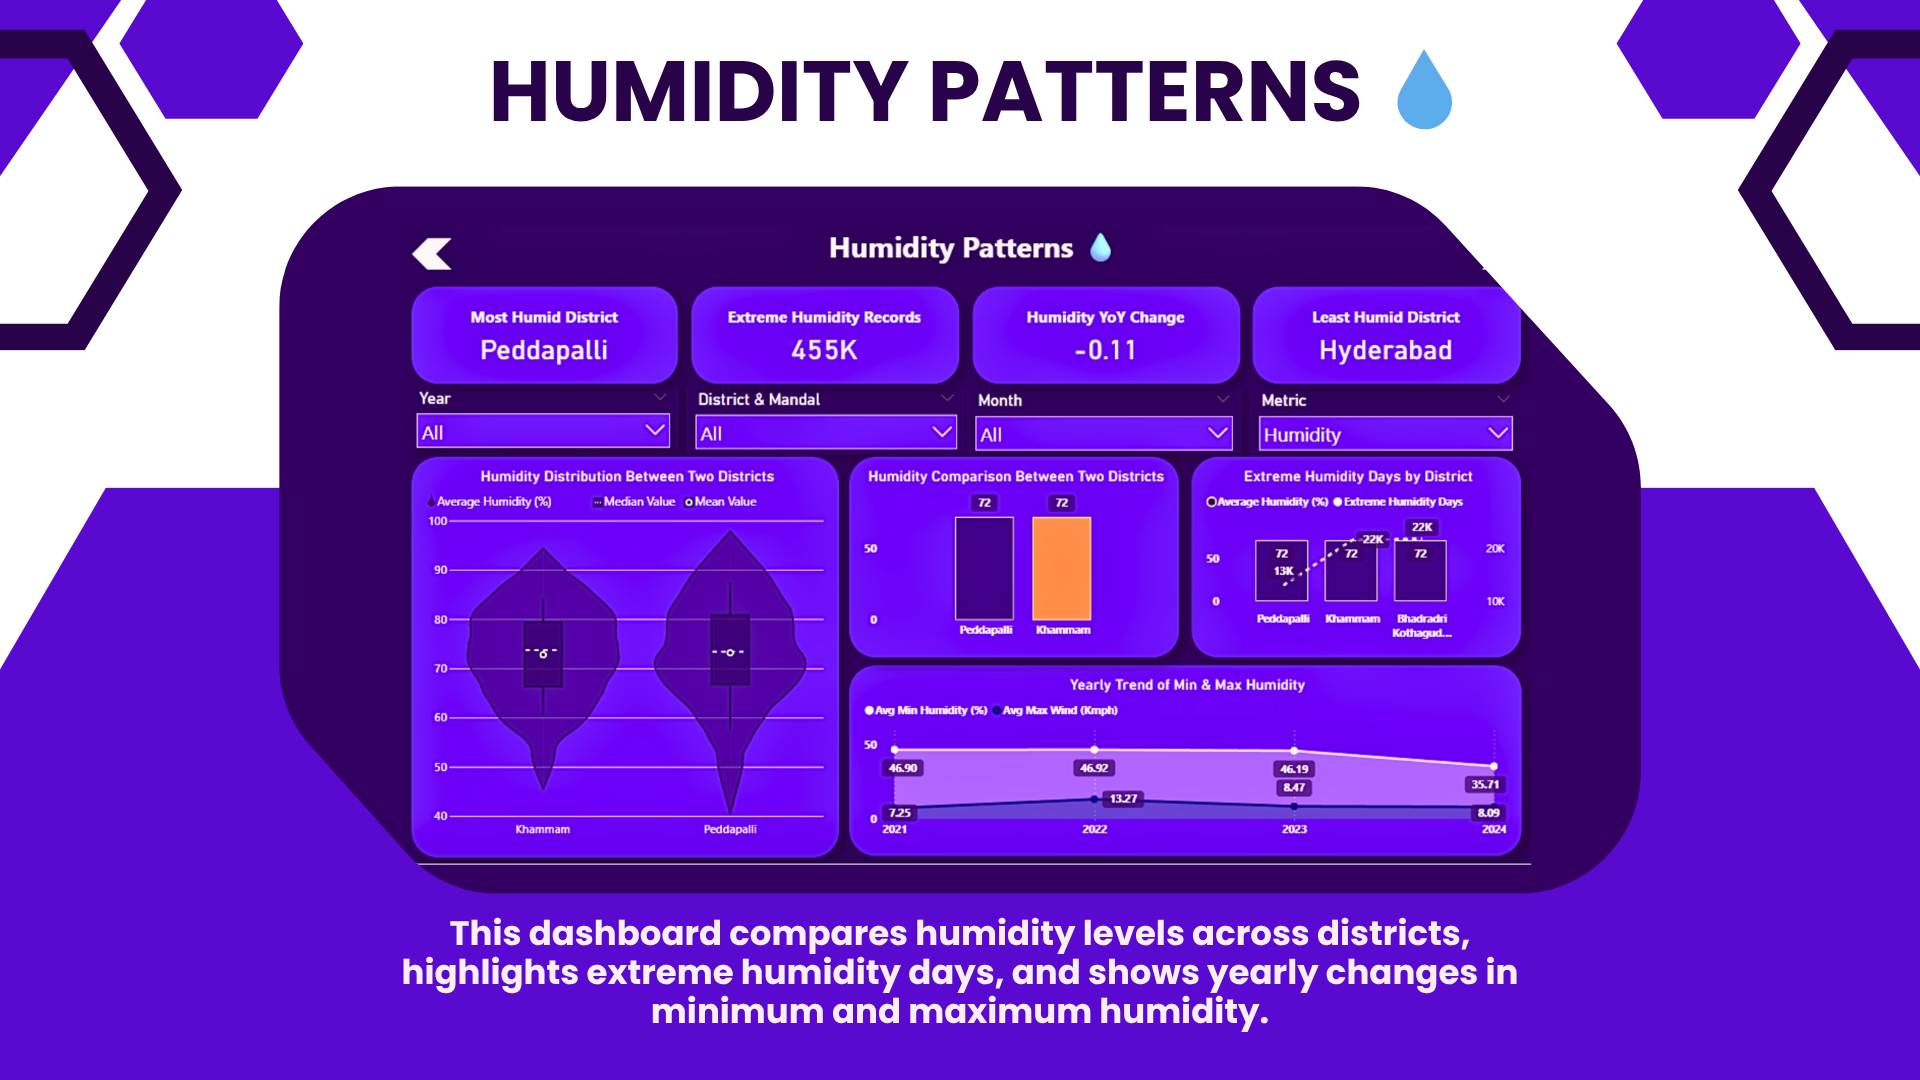 HUMIDITY PATTERNS
Humidity Patterns
Most Humid District
Peddapalli
Extreme Humidity Records
455K
Humidity YoY Change
-0.11
Least Humid District
Hyderabad
Year
All
District & Mandal
All
Month
All
Metric
Humidity
Humidity Distribution Between Two Districts
Average Humidity (%) Median Value Mean Value
100
90
80
70
60
50
40
Khammam Peddapalli
Humidity Comparison Between Two Districts
72 72
50
0
Peddapalli Khammam
Extreme Humidity Days by District
Average Humidity (%) Extreme Humidity Days
22K
22K
50 72 72 72 20K
13K
0 10K
Peddapalli Khammam Bhadradri
Kothagud...
Yearly Trend of Min & Max Humidity
Avg Min Humidity (%) Avg Max Wind (Kmph)
50
46.90 46.92 46.19 35.71
7.25 13.27 8.47 8.09
0
2021 2022 2023 2024
This dashboard compares humidity levels across districts,
highlights extreme humidity days, and shows yearly changes in
minimum and maximum humidity.